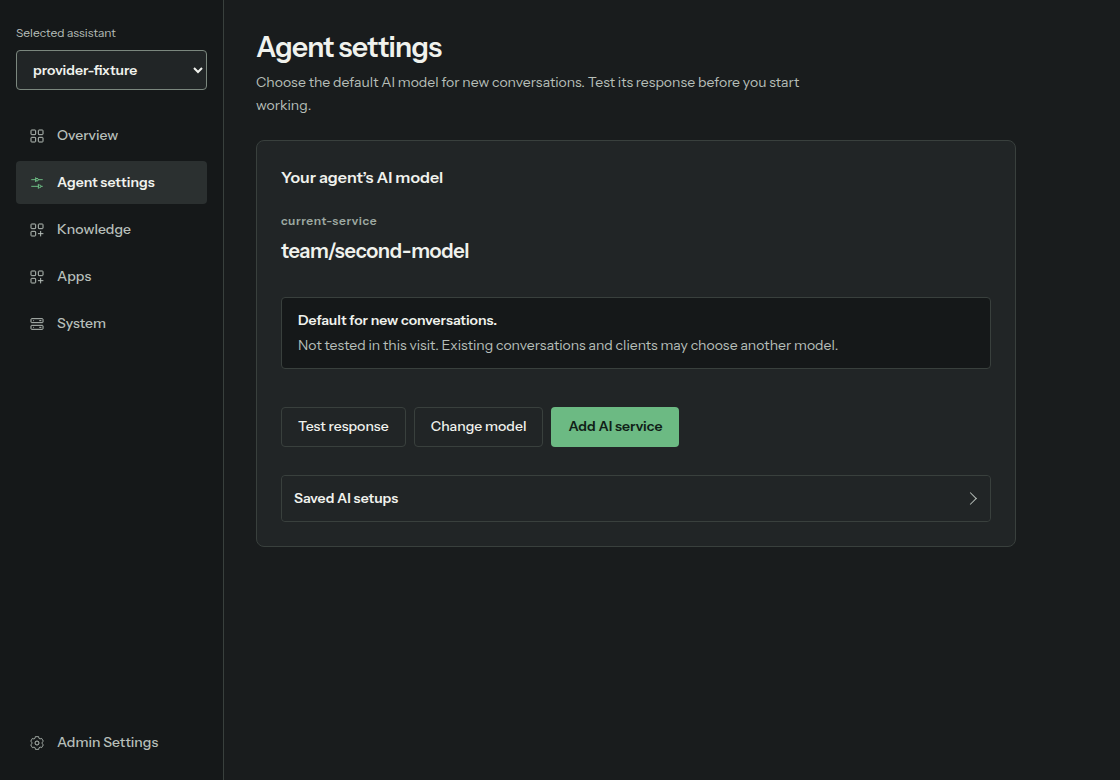 Selected assistant
provider-fixture
Overview
Agent settings
Knowledge
Apps
System
Admin Settings
Agent settings
Choose the default AI model for new conversations. Test its response before you start
working.
Your agent’s AI model
current-service
team/second-model
Default for new conversations.
Not tested in this visit. Existing conversations and clients may choose another model.
Test response
Change model
Add AI service
Saved AI setups